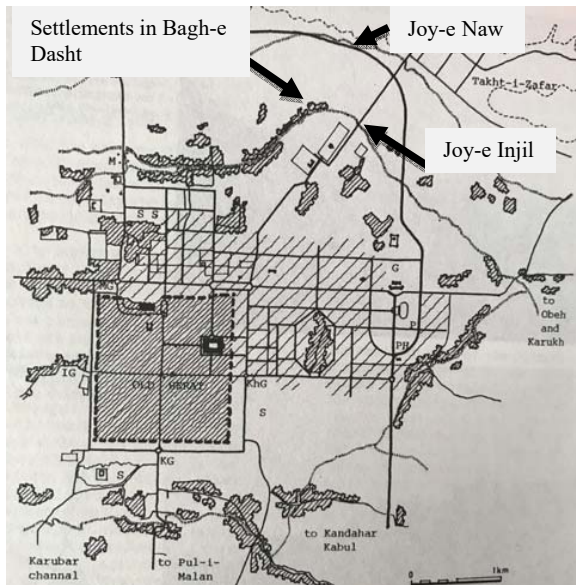 Settlements in Bagh-e
Dasht
Joy-e Naw
Takht-i-Zafar
Joy-e Injil
M
S S
G
MG
to
Obeh
and
Karukh
P
PH
IG
OLD HERAT
KhG
S
KG
S
to Kandahar
Kabul
Karubar
channal
to Pul-i-
Malan
0 1km